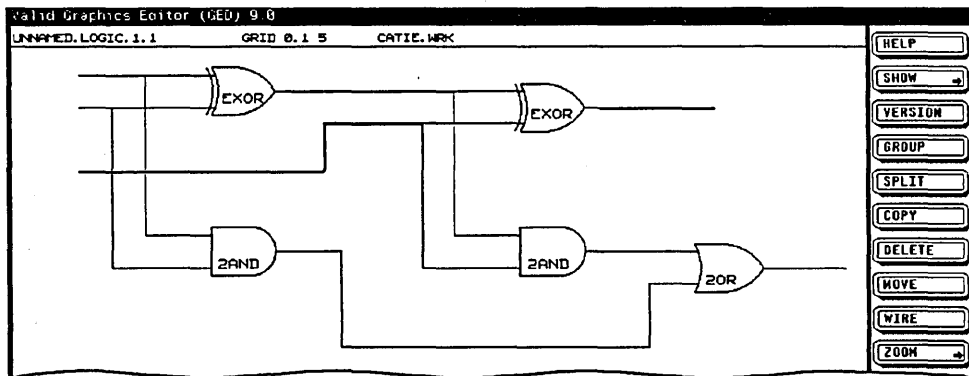 Valid Graphics Editor (GED) 9.0
UNNAMED.LOGIC.1.1 GRID 0.1 5 CATIE.WRK
HELP
SHOW
VERSION
GROUP
SPLIT
COPY
DELETE
MOVE
WIRE
ZOOM
EXOR
EXOR
2AND
2AND
2OR